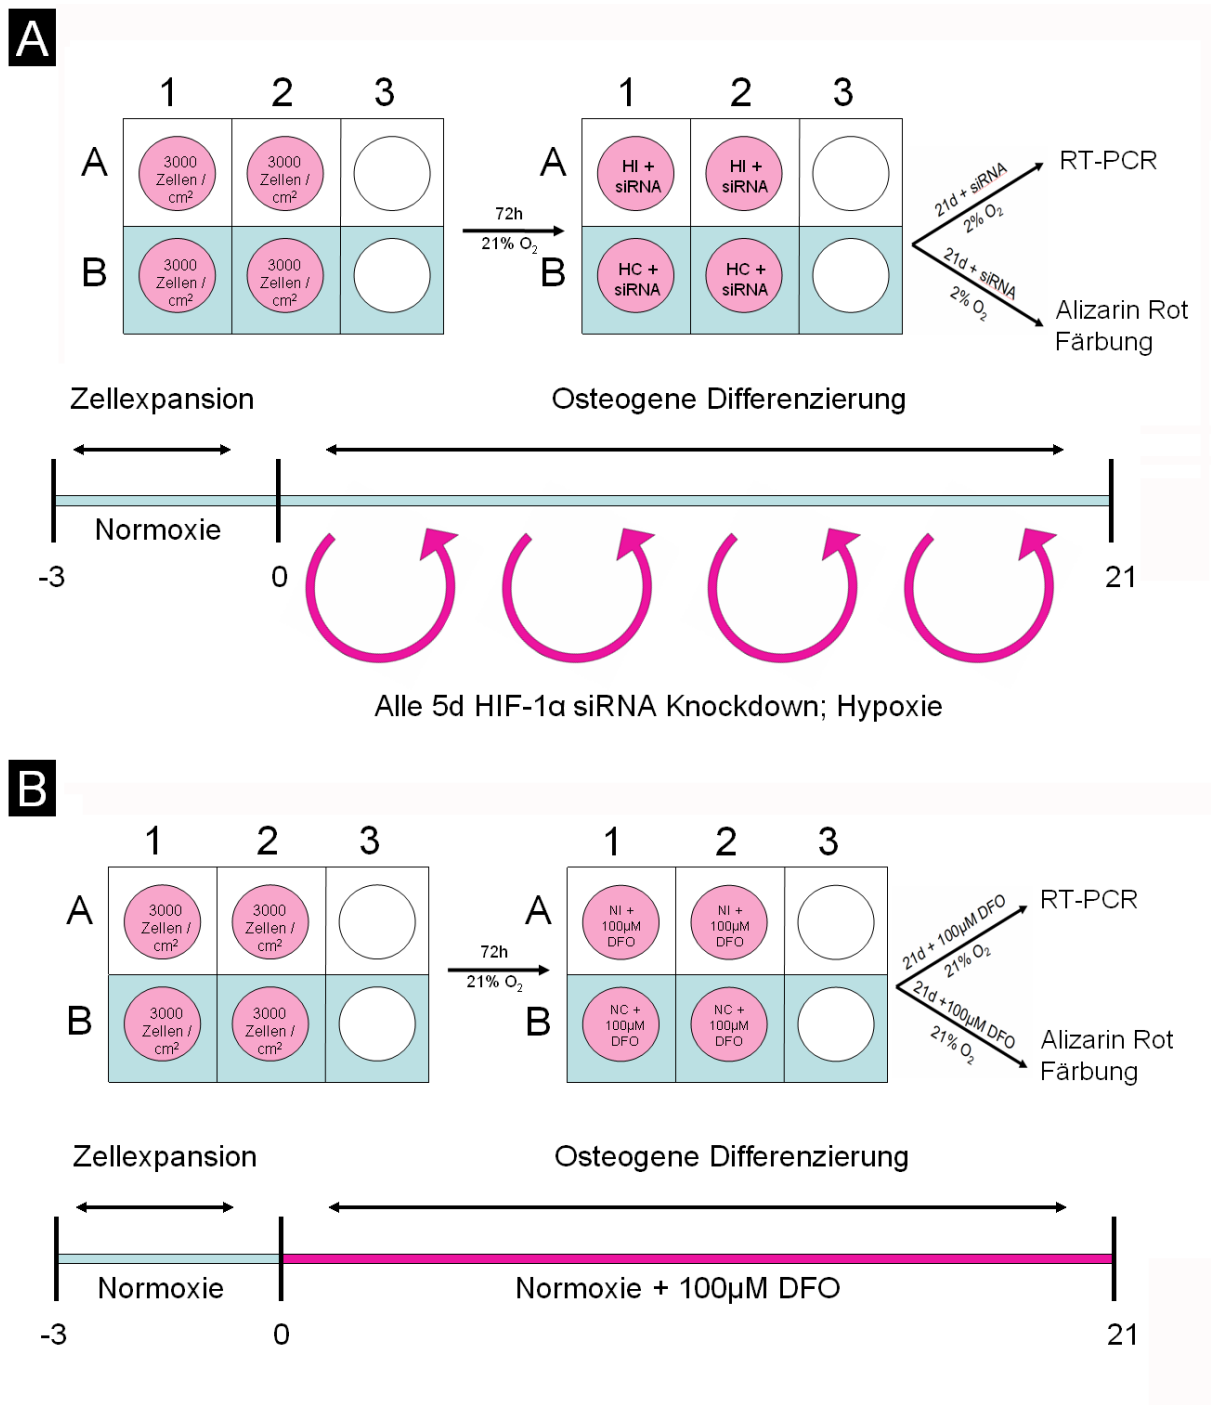 A
1 2 3
1 2 3
A
3000
Zellen /
cm²
3000
Zellen /
cm²
B
3000
Zellen /
cm²
3000
Zellen /
cm²
72h
21% O₂
A
HI +
siRNA
HI +
siRNA
B
HC +
siRNA
HC +
siRNA
21d + siRNA
2% O₂
RT-PCR
21d + siRNA
2% O₂
Alizarin Rot
Färbung
Zellexpansion
Osteogene Differenzierung
Normoxie
-3
0
21
Alle 5d HIF-1α siRNA Knockdown; Hypoxie
B
1 2 3
1 2 3
A
3000
Zellen /
cm²
3000
Zellen /
cm²
B
3000
Zellen /
cm²
3000
Zellen /
cm²
72h
21% O₂
A
NI +
100µM
DFO
NI +
100µM
DFO
B
NC +
100µM
DFO
NC +
100µM
DFO
21d + 100µM DFO
21% O₂
RT-PCR
21d +100µM DFO
21% O₂
Alizarin Rot
Färbung
Zellexpansion
Osteogene Differenzierung
Normoxie
Normoxie + 100µM DFO
-3
0
21